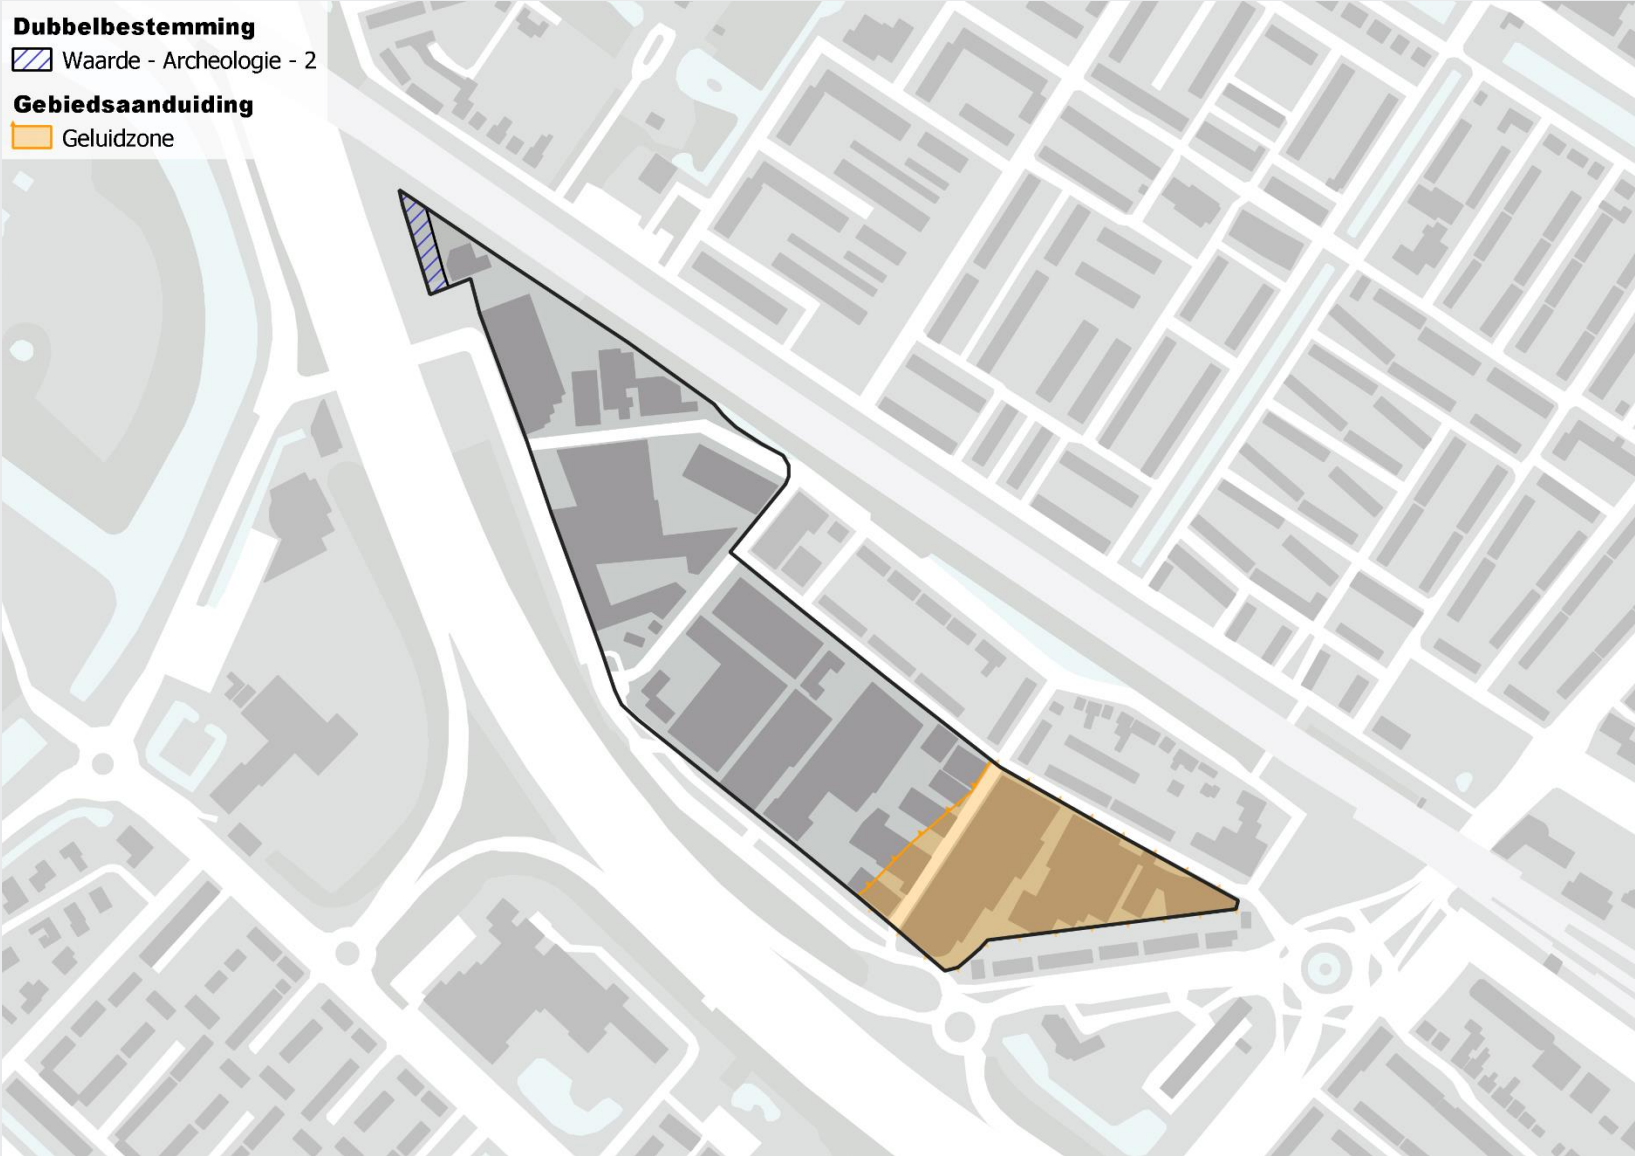 Dubbelbestemming
Waarde - Archeologie - 2
Gebiedsaanduiding
Geluidzone